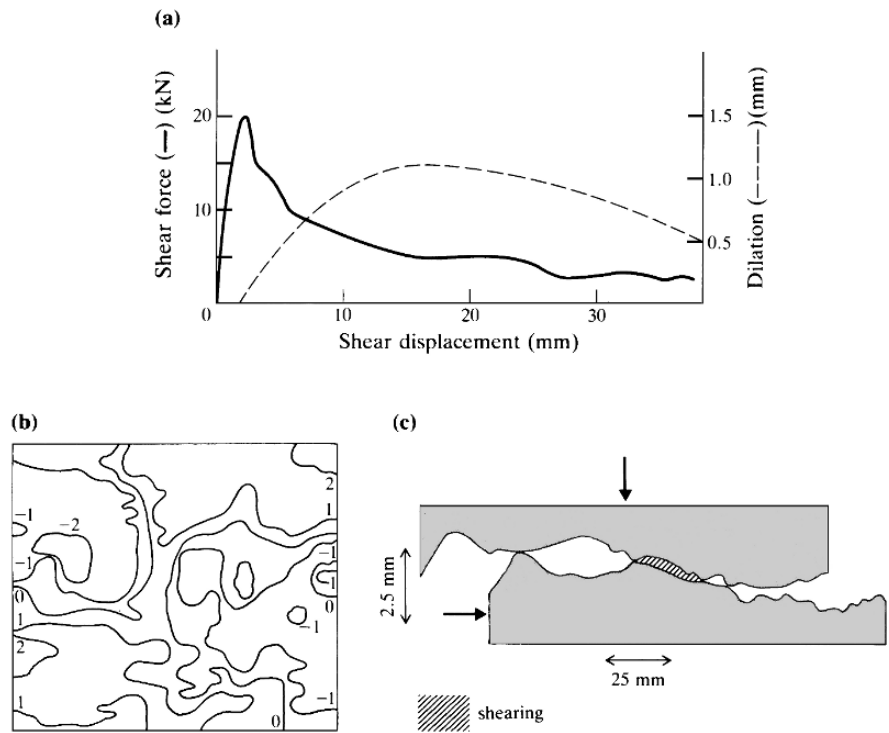 (a)
Shear force (—) (kN)
20
10
0
10
20
30
Shear displacement (mm)
1.5
1.0
0.5
Dilation (– – –) (mm)
(b)
2
1
−1
−2
−1
−1
−1
0
0
1
−1
2
1
0
−1
(c)
2.5 mm
25 mm
shearing